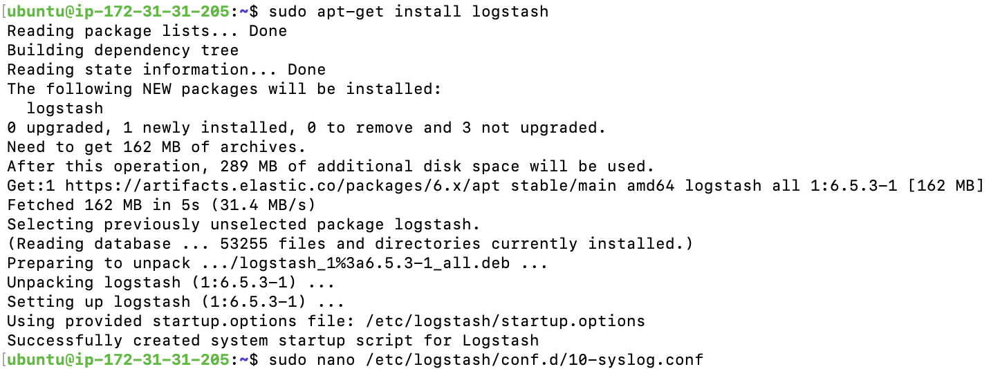 [ubuntu@ip-172-31-31-205:~$ sudo apt-get install logstash
Reading package lists... Done
Building dependency tree
Reading state information... Done
The following NEW packages will be installed:
  logstash
0 upgraded, 1 newly installed, 0 to remove and 3 not upgraded.
Need to get 162 MB of archives.
After this operation, 289 MB of additional disk space will be used.
Get:1 https://artifacts.elastic.co/packages/6.x/apt stable/main amd64 logstash all 1:6.5.3-1 [162 MB]
Fetched 162 MB in 5s (31.4 MB/s)
Selecting previously unselected package logstash.
(Reading database ... 53255 files and directories currently installed.)
Preparing to unpack .../logstash_1%3a6.5.3-1_all.deb ...
Unpacking logstash (1:6.5.3-1) ...
Setting up logstash (1:6.5.3-1) ...
Using provided startup.options file: /etc/logstash/startup.options
Successfully created system startup script for Logstash
[ubuntu@ip-172-31-31-205:~$ sudo nano /etc/logstash/conf.d/10-syslog.conf